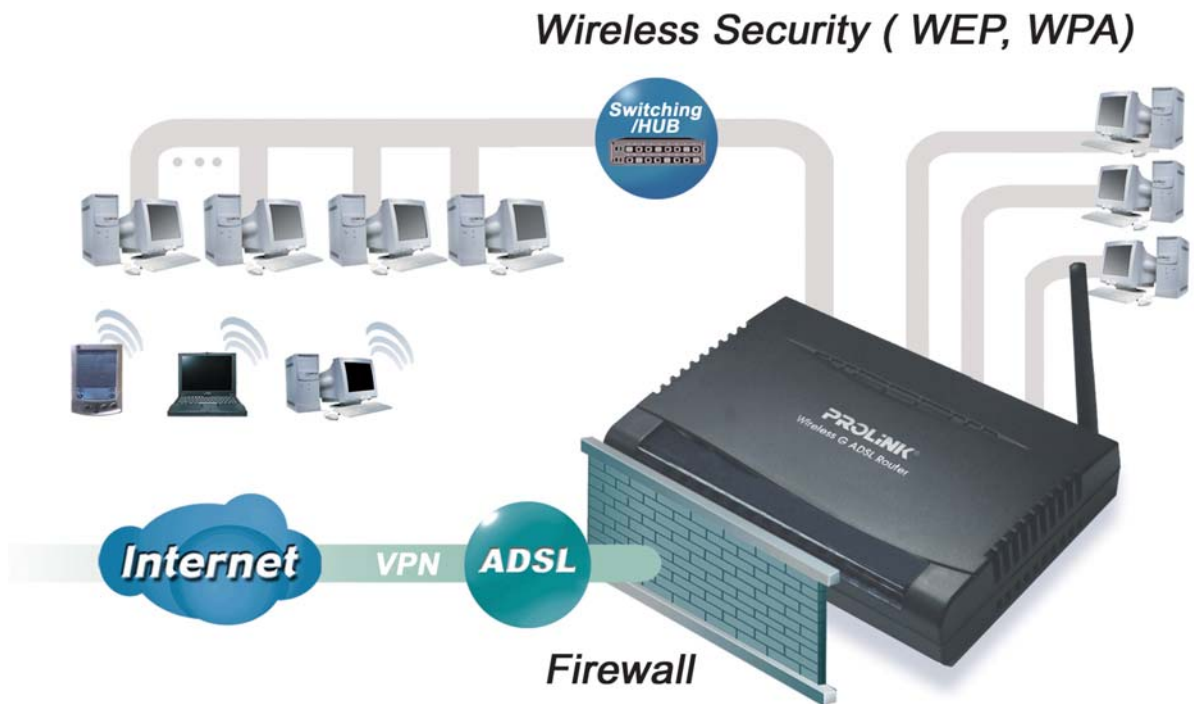 Wireless Security ( WEP, WPA)
Switching
/HUB
PROLiNK®
Wireless G ADSL Router
Internet
VPN
ADSL
Firewall